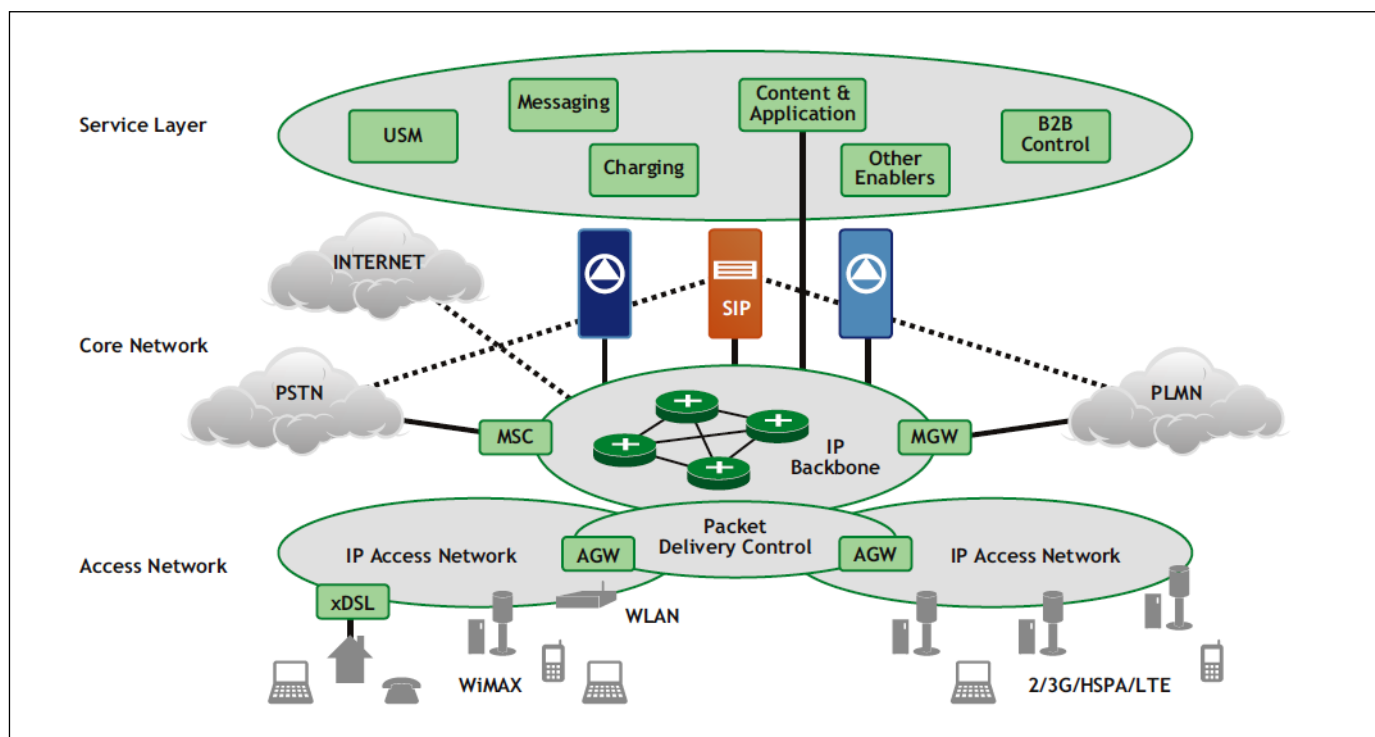 Service Layer
USM
Messaging
Charging
Content &
Application
Other
Enablers
B2B
Control
INTERNET
SIP
Core Network
PSTN
PLMN
MSC
MGW
IP
Backbone
Packet
Delivery Control
Access Network
IP Access Network
AGW
AGW
IP Access Network
xDSL
WLAN
WiMAX
2/3G/HSPA/LTE